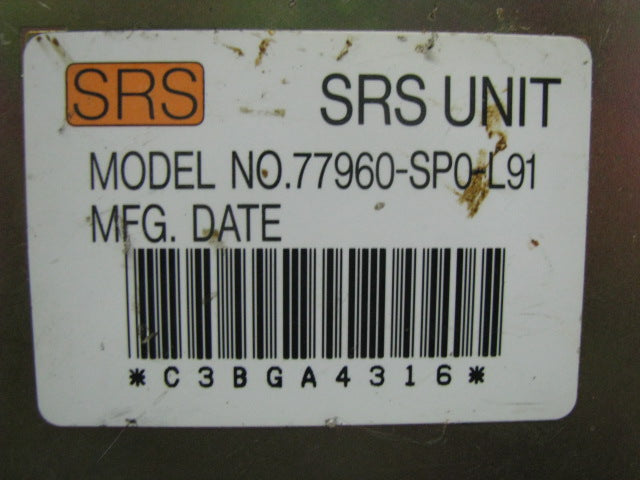 SRS SRS UNIT
MODEL NO.77960-SP0-L91
MFG. DATE
*C3BGA4316*